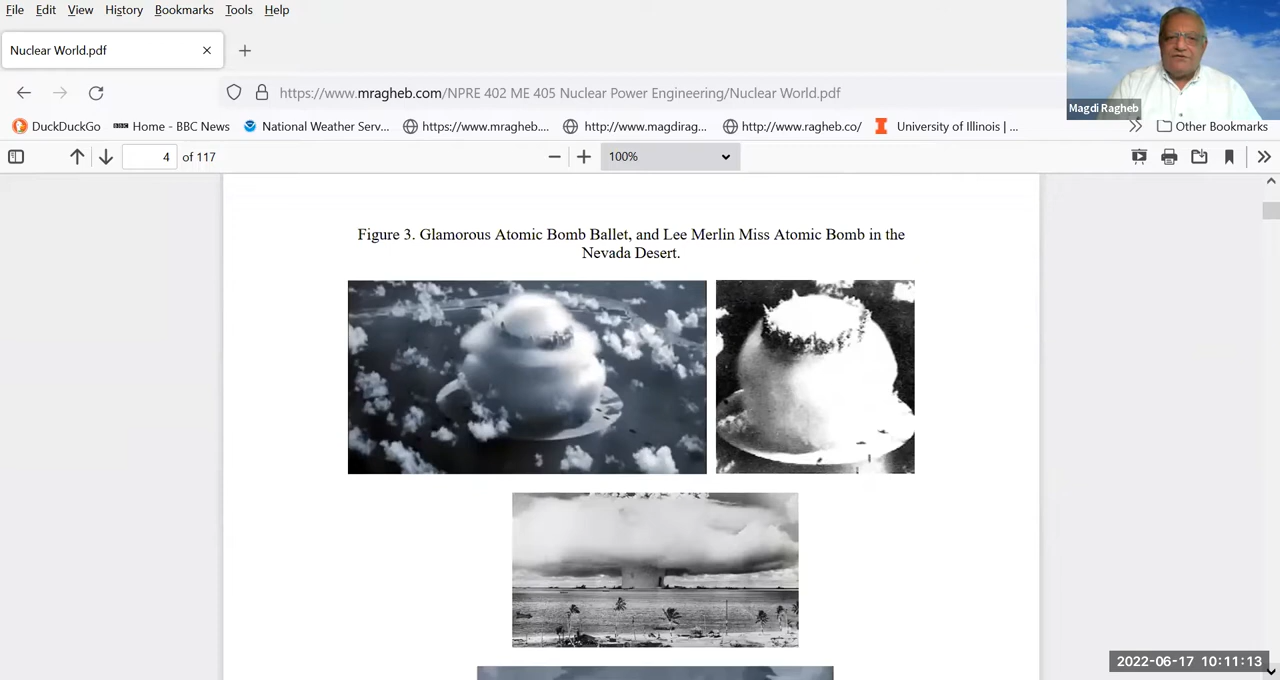 File Edit View History Bookmarks Tools Help
Nuclear World.pdf
https://www.mragheb.com/NPRE 402 ME 405 Nuclear Power Engineering/Nuclear World.pdf
Magdi Ragheb
DuckDuckGo BBC Home - BBC News National Weather Serv... https://www.mragheb.... http://www.magdirag... http://www.ragheb.co/ University of Illinois | ... Other Bookmarks
4 of 117 100%
Figure 3. Glamorous Atomic Bomb Ballet, and Lee Merlin Miss Atomic Bomb in the
Nevada Desert.
2022-06-17 10:11:13